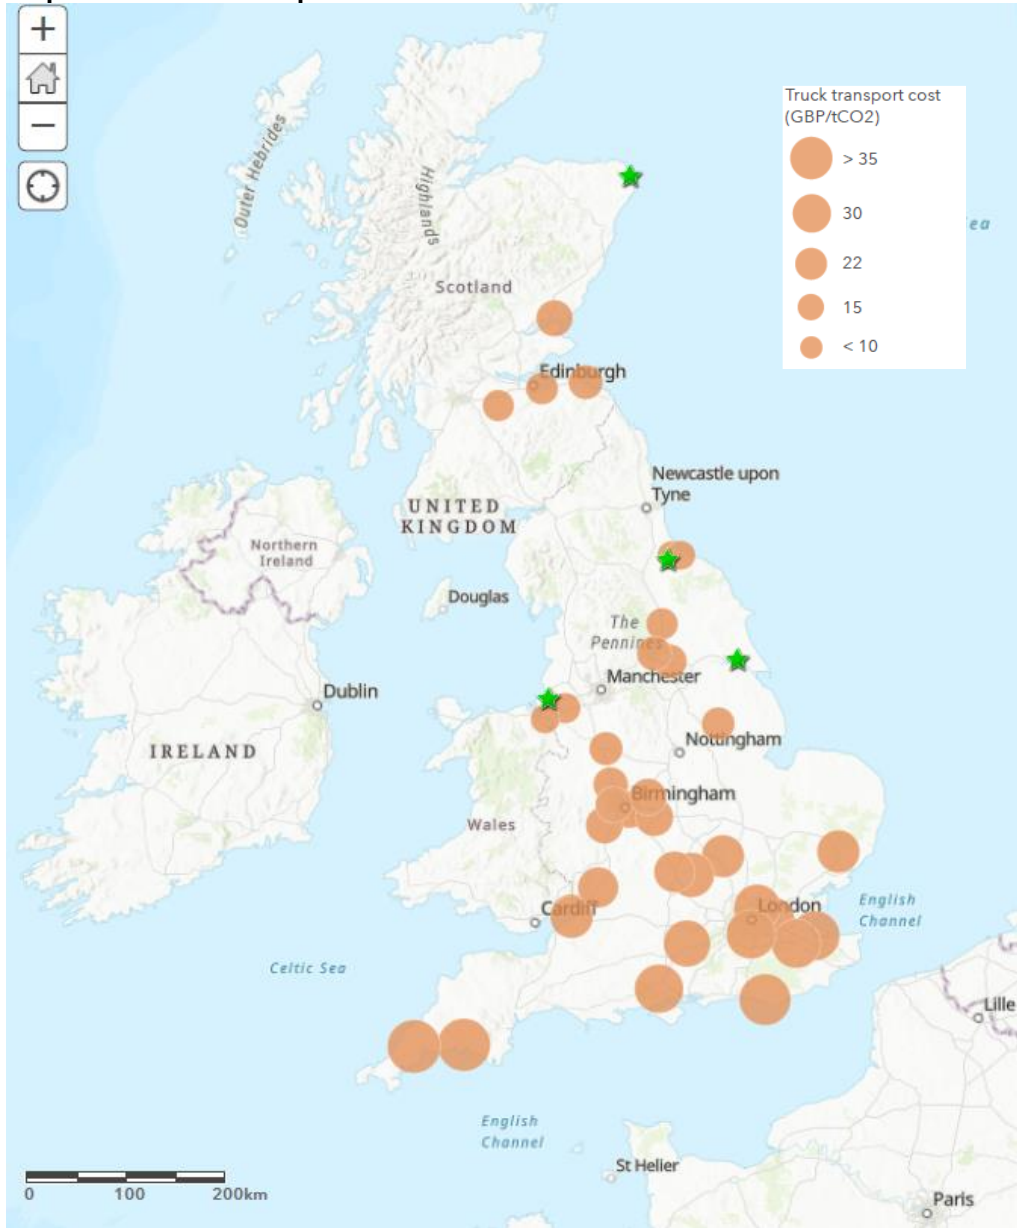 +
−
Outer Hebrides
Highlands
Truck transport cost
(GBP/tCO2)
> 35
30
22
15
< 10
ea
Scotland
Edinburgh
Newcastle upon
Tyne
UNITED
KINGDOM
Northern
Ireland
Douglas
The
Pennines
Manchester
Dublin
IRELAND
Nottingham
Birmingham
Wales
Cardiff
London
English
Channel
Celtic Sea
Lille
English
Channel
St Helier
0 100 200km
Paris